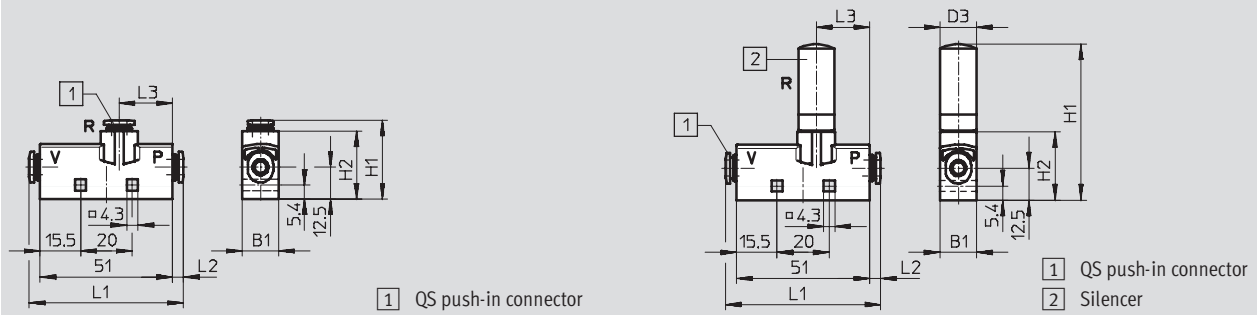 L3
1
R
V
P
H2
H1
5.4
12.5
4.3
15.5
20
B1
51
L2
L1
1 QS push-in connector
L3
D3
2
R
1
H1
V
P
H2
4.3
5.4
12.5
15.5
20
B1
51
L2
L1
1 QS push-in connector
2 Silencer